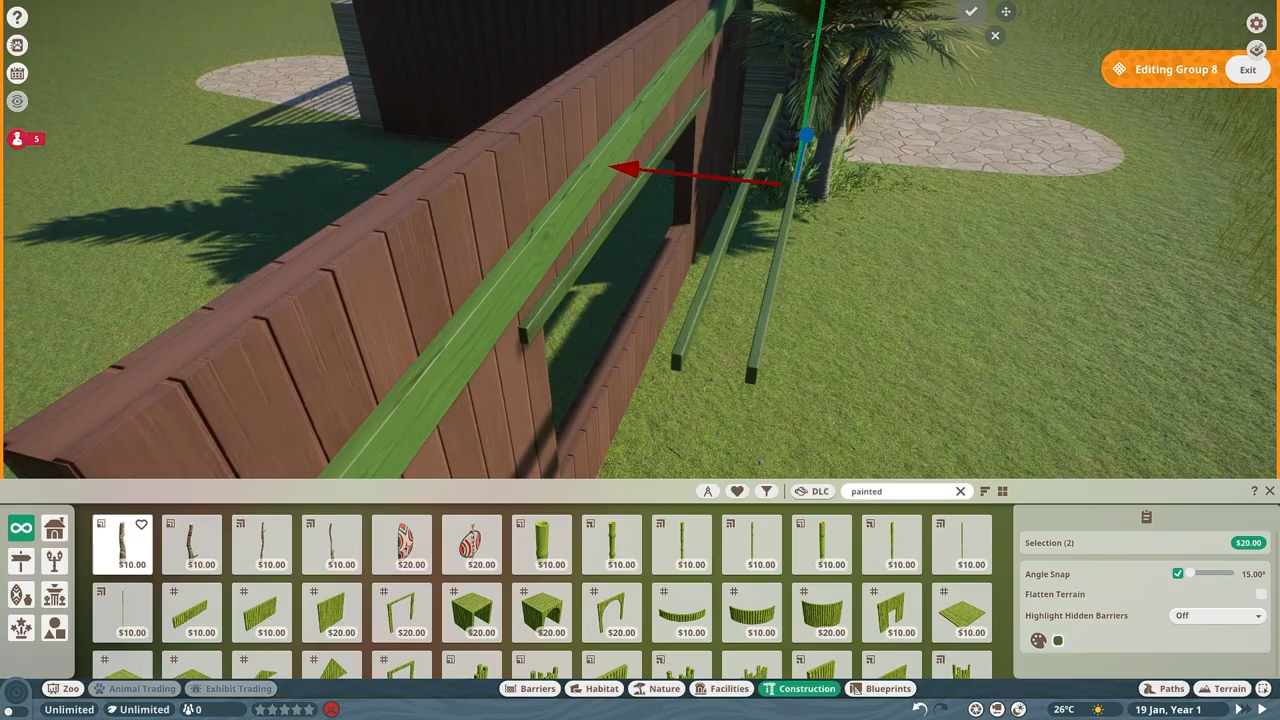 ?
Editing Group 8
Exit
5
DLC
painted
?
$10.00 $10.00 $10.00 $10.00 $20.00 $20.00 $10.00 $10.00 $10.00 $10.00 $10.00 $10.00 $10.00
$10.00 $10.00 $10.00 $20.00 $20.00 $20.00 $20.00 $20.00 $10.00 $10.00 $20.00 $20.00 $10.00
Selection (2) $20.00
Angle Snap 15.00°
Flatten Terrain
Highlight Hidden Barriers Off
Zoo Animal Trading Exhibit Trading Barriers Habitat Nature Facilities Construction Blueprints Paths Terrain
Unlimited Unlimited 0 26°C 19 Jan, Year 1